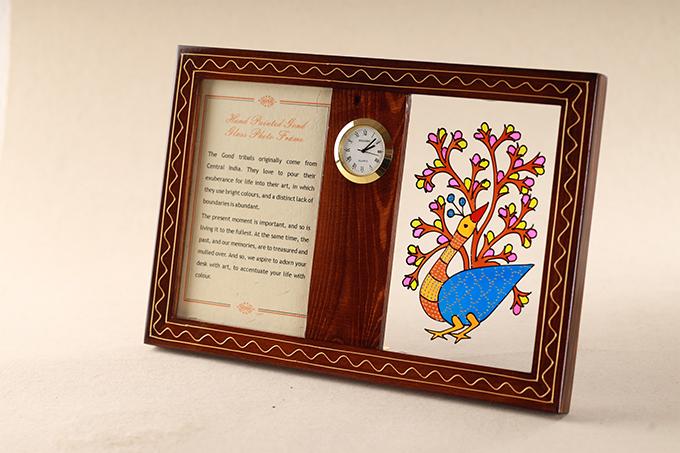 Hand Painted Gond
Glass Photo Frame
The Gond tribals originally come from
Central India. They love to pour their
exuberance for life into their art, in which
they use bright colours, and a distinct lack of
boundaries is abundant.
The present moment is important, and so is
living it to the fullest. At the same time, the
past, and our memories, are to treasured and
mulled over. And so, we aspire to adorn your
desk with art, to accentuate your life with
colour.